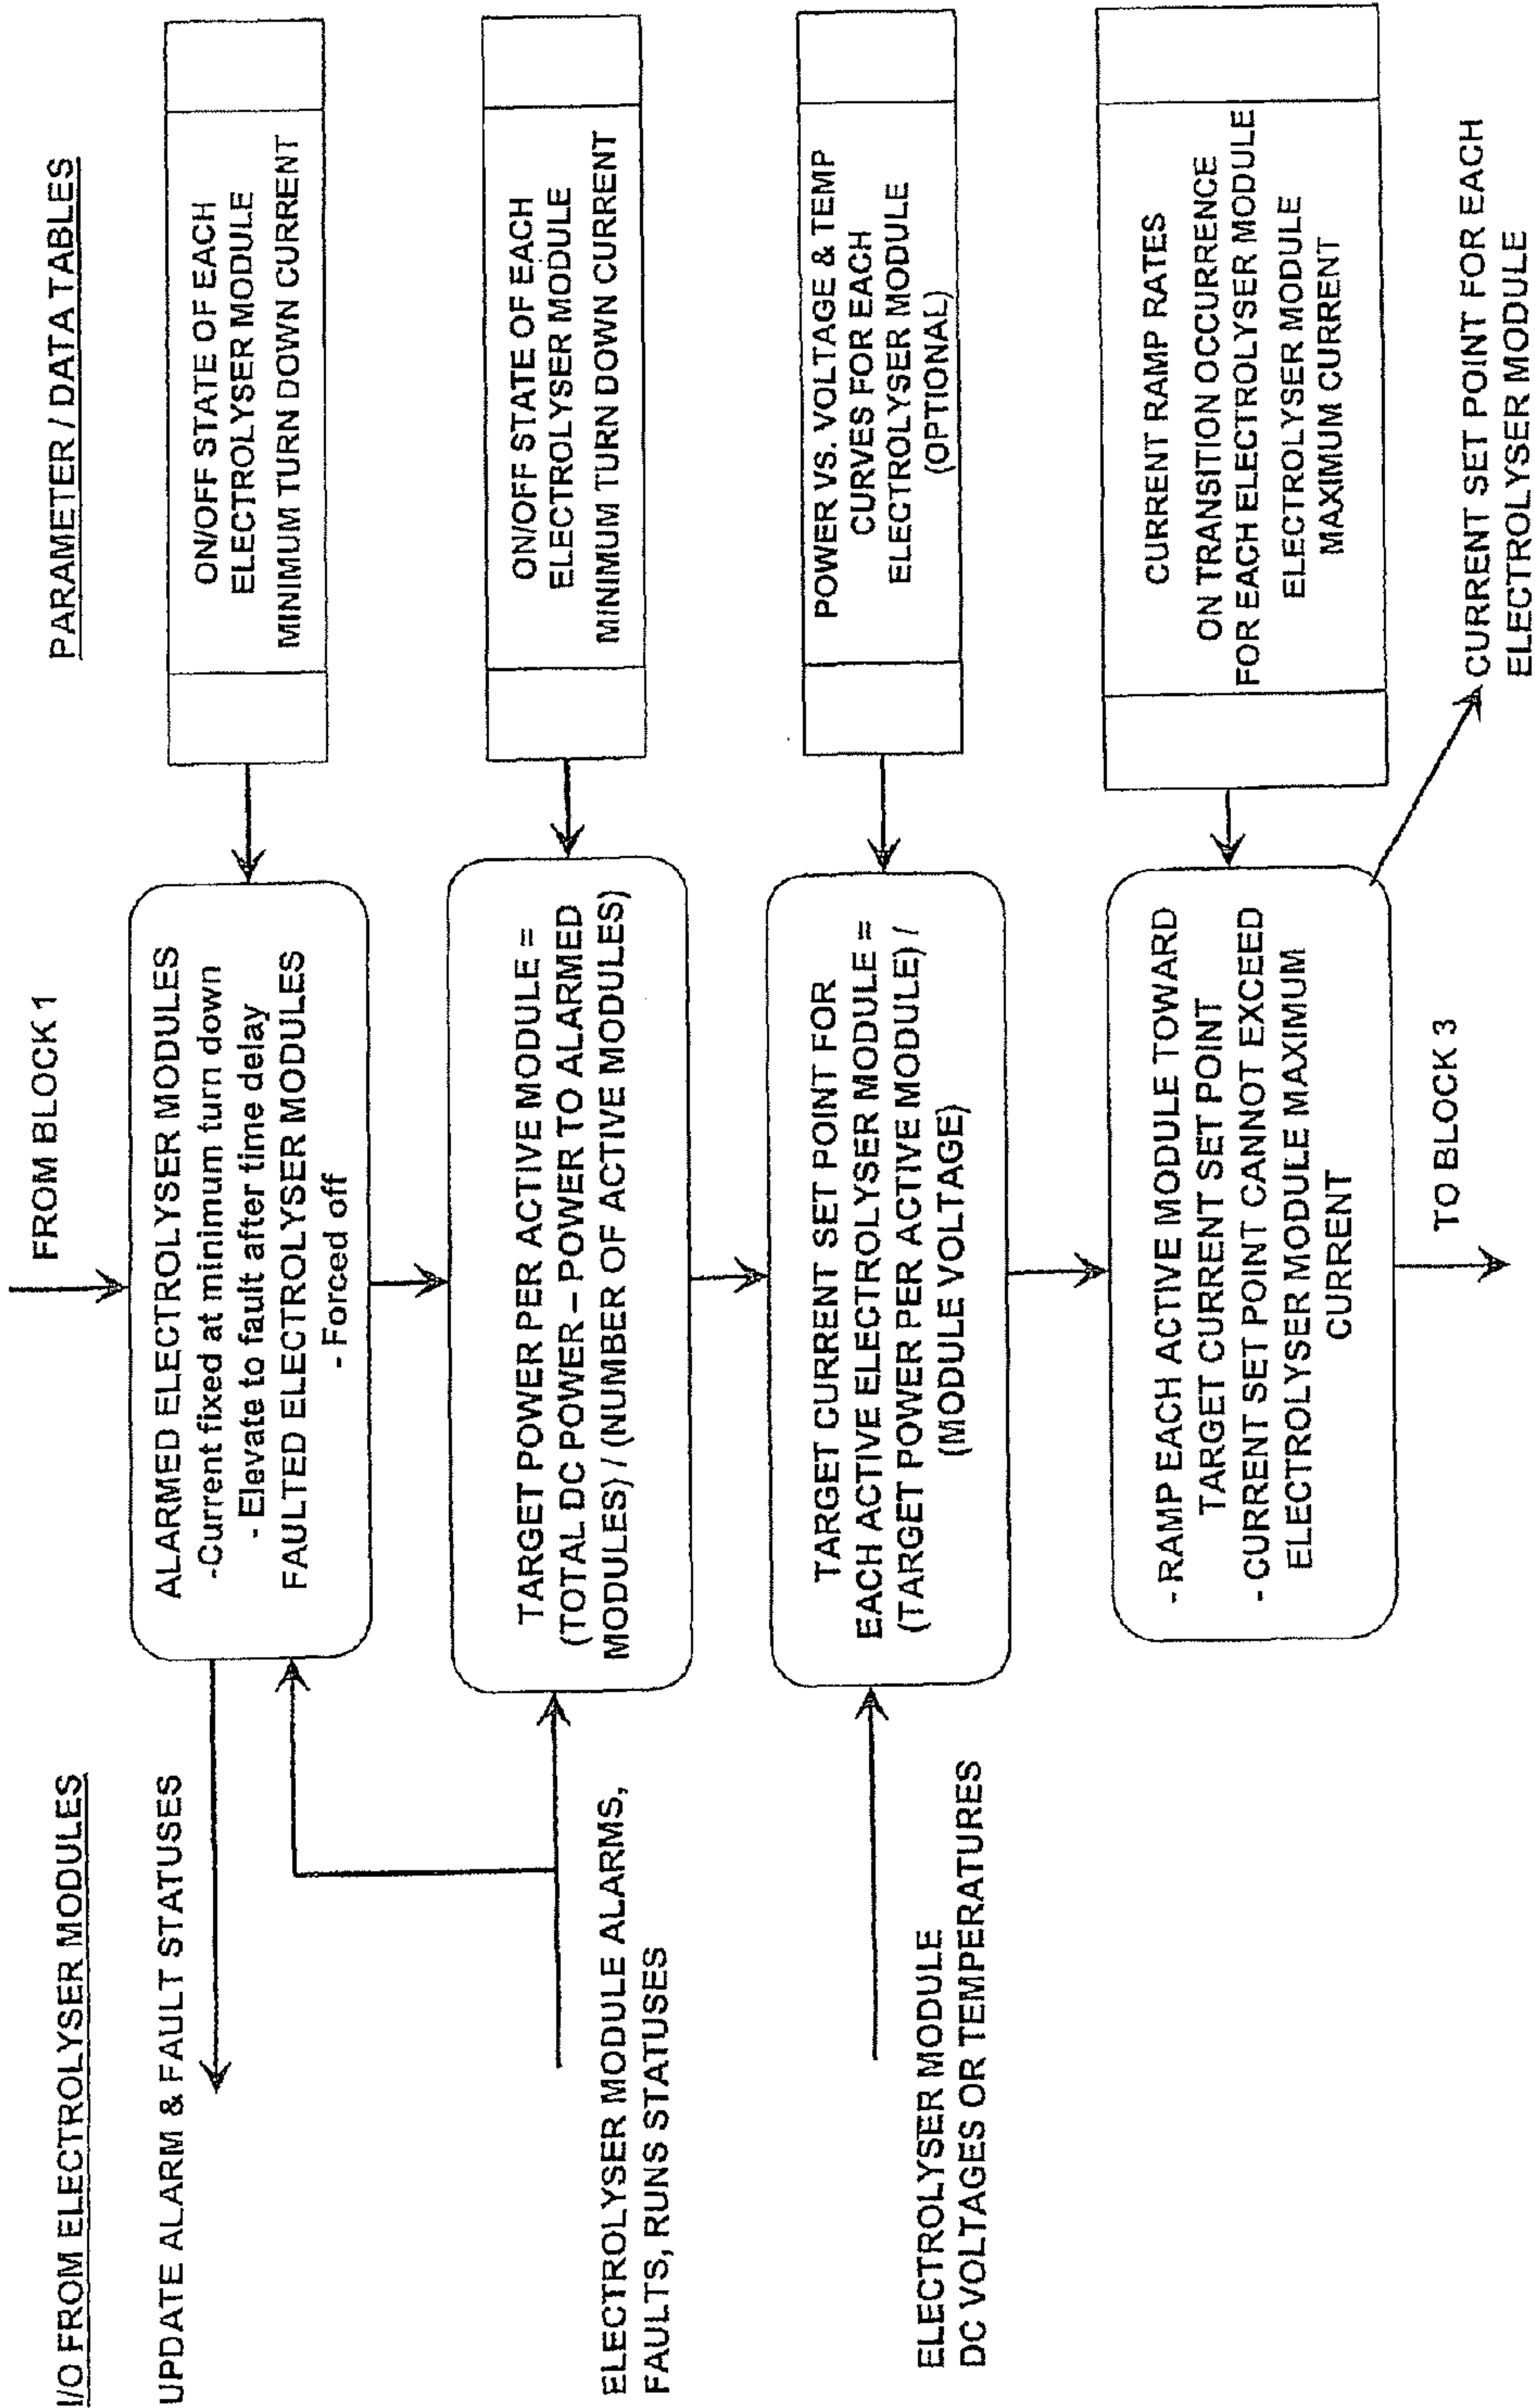 I/O FROM ELECTROLYSER MODULES
FROM BLOCK 1
PARAMETER / DATA TABLES
UPDATE ALARM & FAULT STATUSES
ALARMED ELECTROLYSER MODULES
-Current fixed at minimum turn down
- Elevate to fault after time delay
FAULTED ELECTROLYSER MODULES
- Forced off
ON/OFF STATE OF EACH
ELECTROLYSER MODULE
MINIMUM TURN DOWN CURRENT
ELECTROLYSER MODULE ALARMS,
FAULTS, RUNS STATUSES
TARGET POWER PER ACTIVE MODULE =
(TOTAL DC POWER – POWER TO ALARMED
MODULES) / (NUMBER OF ACTIVE MODULES)
ON/OFF STATE OF EACH
ELECTROLYSER MODULE
MINIMUM TURN DOWN CURRENT
ELECTROLYSER MODULE
DC VOLTAGES OR TEMPERATURES
TARGET CURRENT SET POINT FOR
EACH ACTIVE ELECTROLYSER MODULE =
(TARGET POWER PER ACTIVE MODULE) /
(MODULE VOLTAGE)
POWER VS. VOLTAGE & TEMP
CURVES FOR EACH
ELECTROLYSER MODULE
(OPTIONAL)
- RAMP EACH ACTIVE MODULE TOWARD
TARGET CURRENT SET POINT
- CURRENT SET POINT CANNOT EXCEED
ELECTROLYSER MODULE MAXIMUM
CURRENT
CURRENT RAMP RATES
ON TRANSITION OCCURRENCE
FOR EACH ELECTROLYSER MODULE
ELECTROLYSER MODULE
MAXIMUM CURRENT
TO BLOCK 3
CURRENT SET POINT FOR EACH
ELECTROLYSER MODULE